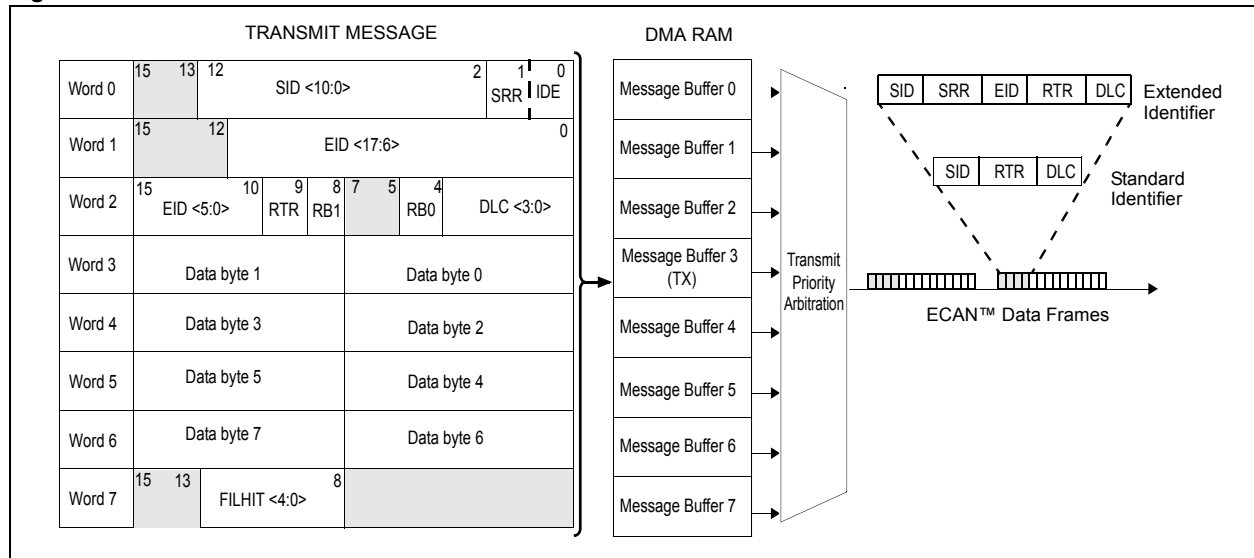 TRANSMIT MESSAGE
Word 0
15 13 12 2 1 0
SID <10:0>
SRR IDE
Word 1
15 12 0
EID <17:6>
Word 2
15 10 9 8 7 5 4
EID <5:0> RTR RB1 RB0 DLC <3:0>
Word 3
Data byte 1 Data byte 0
Word 4
Data byte 3 Data byte 2
Word 5
Data byte 5 Data byte 4
Word 6
Data byte 7 Data byte 6
Word 7
15 13 8
FILHIT <4:0>
DMA RAM
Message Buffer 0
Message Buffer 1
Message Buffer 2
Message Buffer 3
(TX)
Message Buffer 4
Message Buffer 5
Message Buffer 6
Message Buffer 7
Transmit
Priority
Arbitration
SID SRR EID RTR DLC
Extended
Identifier
SID RTR DLC
Standard
Identifier
ECAN™ Data Frames